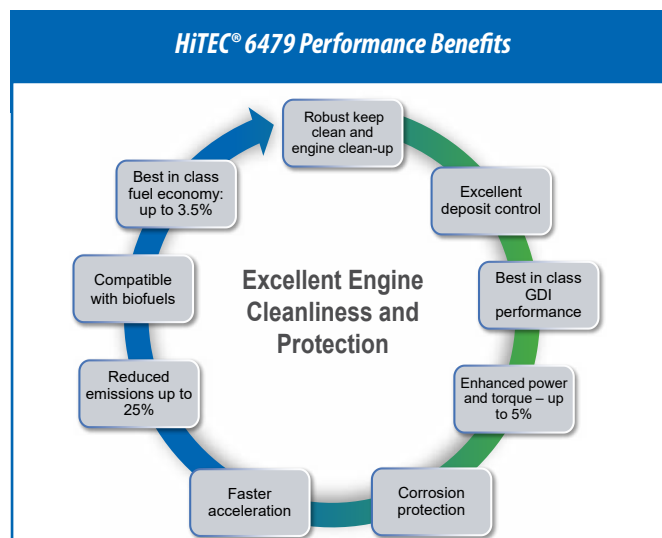 HiTEC® 6479 Performance Benefits
Robust keep
clean and
engine clean-up
Excellent
deposit control
Best in class
GDI
performance
Enhanced power
and torque – up
to 5%
Corrosion
protection
Faster
acceleration
Reduced
emissions up to
25%
Compatible
with biofuels
Best in class
fuel economy:
up to 3.5%
Excellent Engine
Cleanliness and
Protection